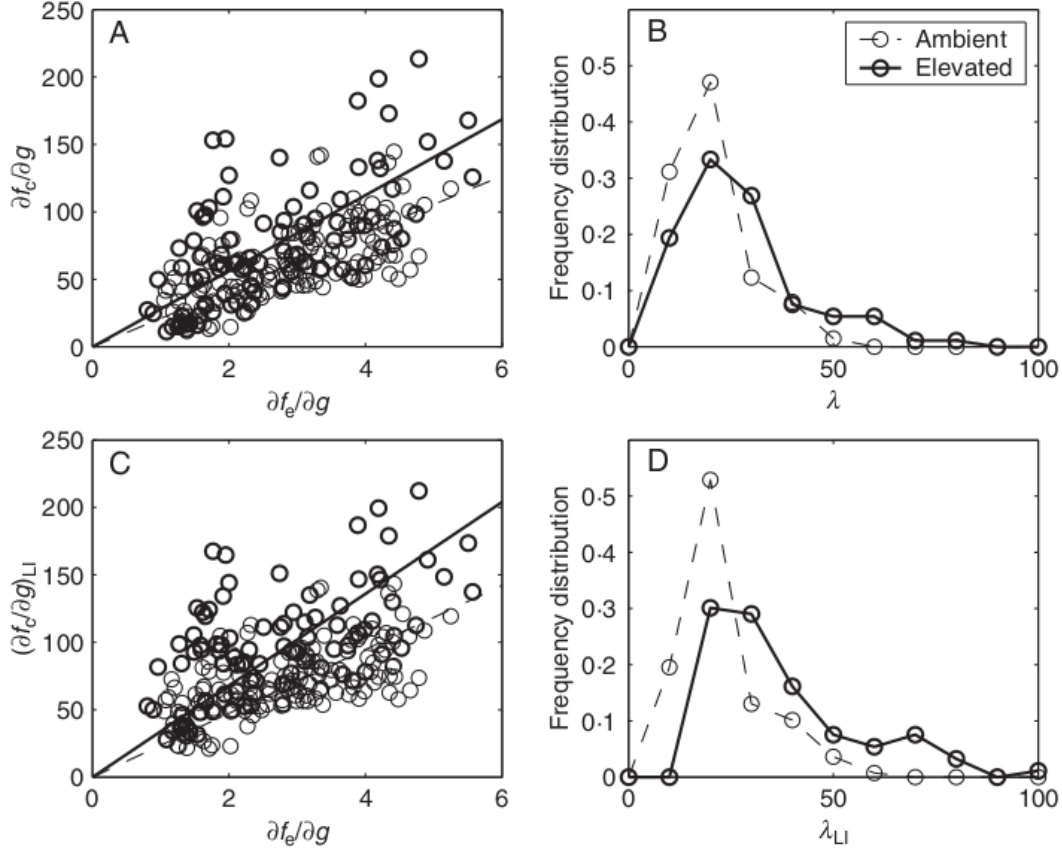 A
250
200
150
100
50
0
0
2
4
6
∂fc/∂g
∂fe/∂g
B
Ambient
Elevated
0·5
0·4
0·3
0·2
0·1
0
0
50
100
Frequency distribution
λ
C
250
200
150
100
50
0
0
2
4
6
(∂fc/∂g)LI
∂fe/∂g
D
0·5
0·4
0·3
0·2
0·1
0
0
50
100
Frequency distribution
λLI